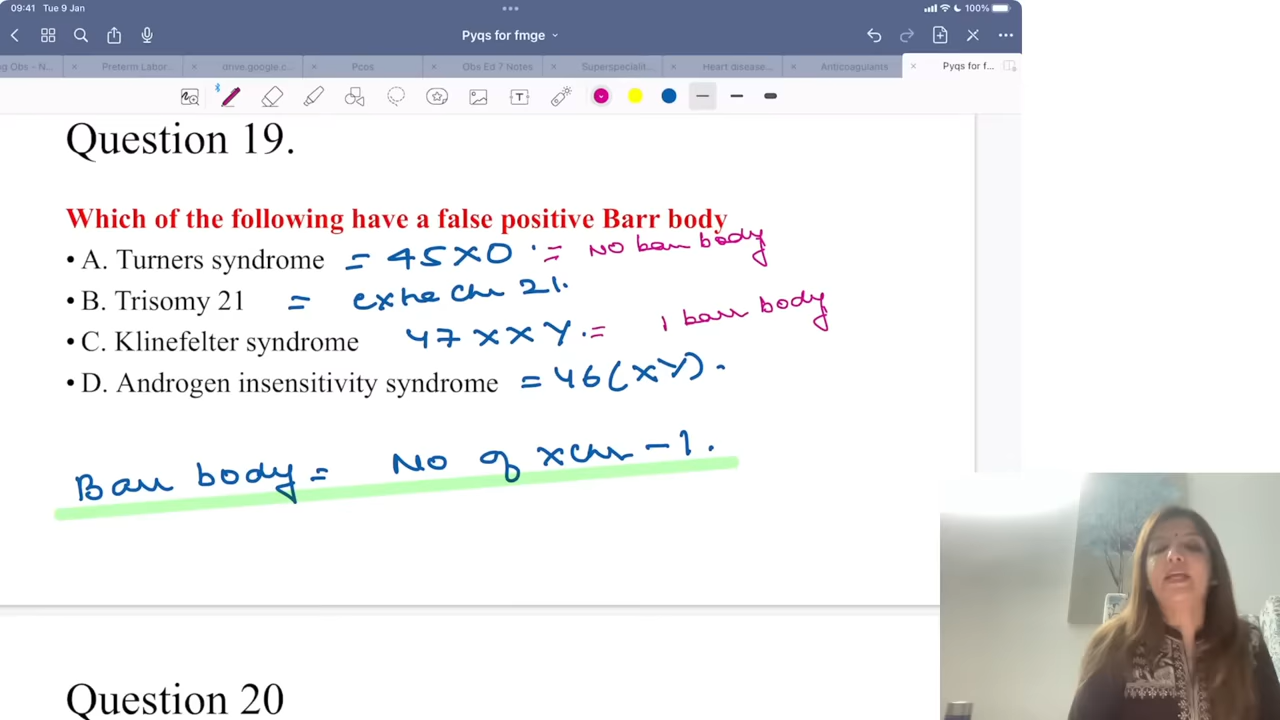 09:41 Tue 9 Jan
100%
Pyqs for fmge
ng Obs – N...
Preterm Labor...
drive.google.c...
Pcos
Obs Ed 7 Notes
Superspecialit...
Heart disease...
Anticoagulants
Pyqs for f...
Question 19.
Which of the following have a false positive Barr body
• A. Turners syndrome = 45XO = NO barr body
• B. Trisomy 21 = extra Chr 21.
• C. Klinefelter syndrome 47 XXY = 1 barr body
• D. Androgen insensitivity syndrome = 46(XY).
Barr body = No of xchr - 1.
Question 20